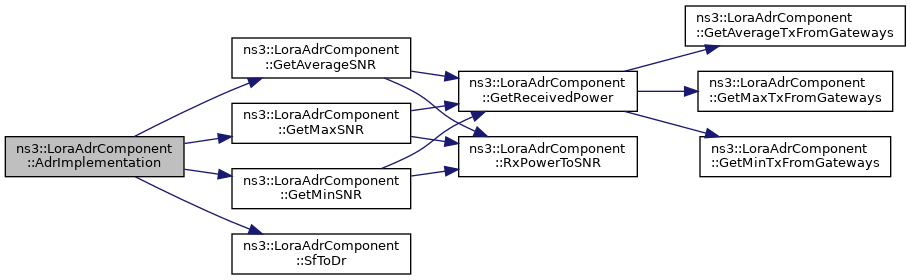 ns3::LoraAdrComponent
::AdrImplementation
ns3::LoraAdrComponent
::GetAverageSNR
ns3::LoraAdrComponent
::GetMaxSNR
ns3::LoraAdrComponent
::GetMinSNR
ns3::LoraAdrComponent
::SfToDr
ns3::LoraAdrComponent
::GetReceivedPower
ns3::LoraAdrComponent
::RxPowerToSNR
ns3::LoraAdrComponent
::GetAverageTxFromGateways
ns3::LoraAdrComponent
::GetMaxTxFromGateways
ns3::LoraAdrComponent
::GetMinTxFromGateways